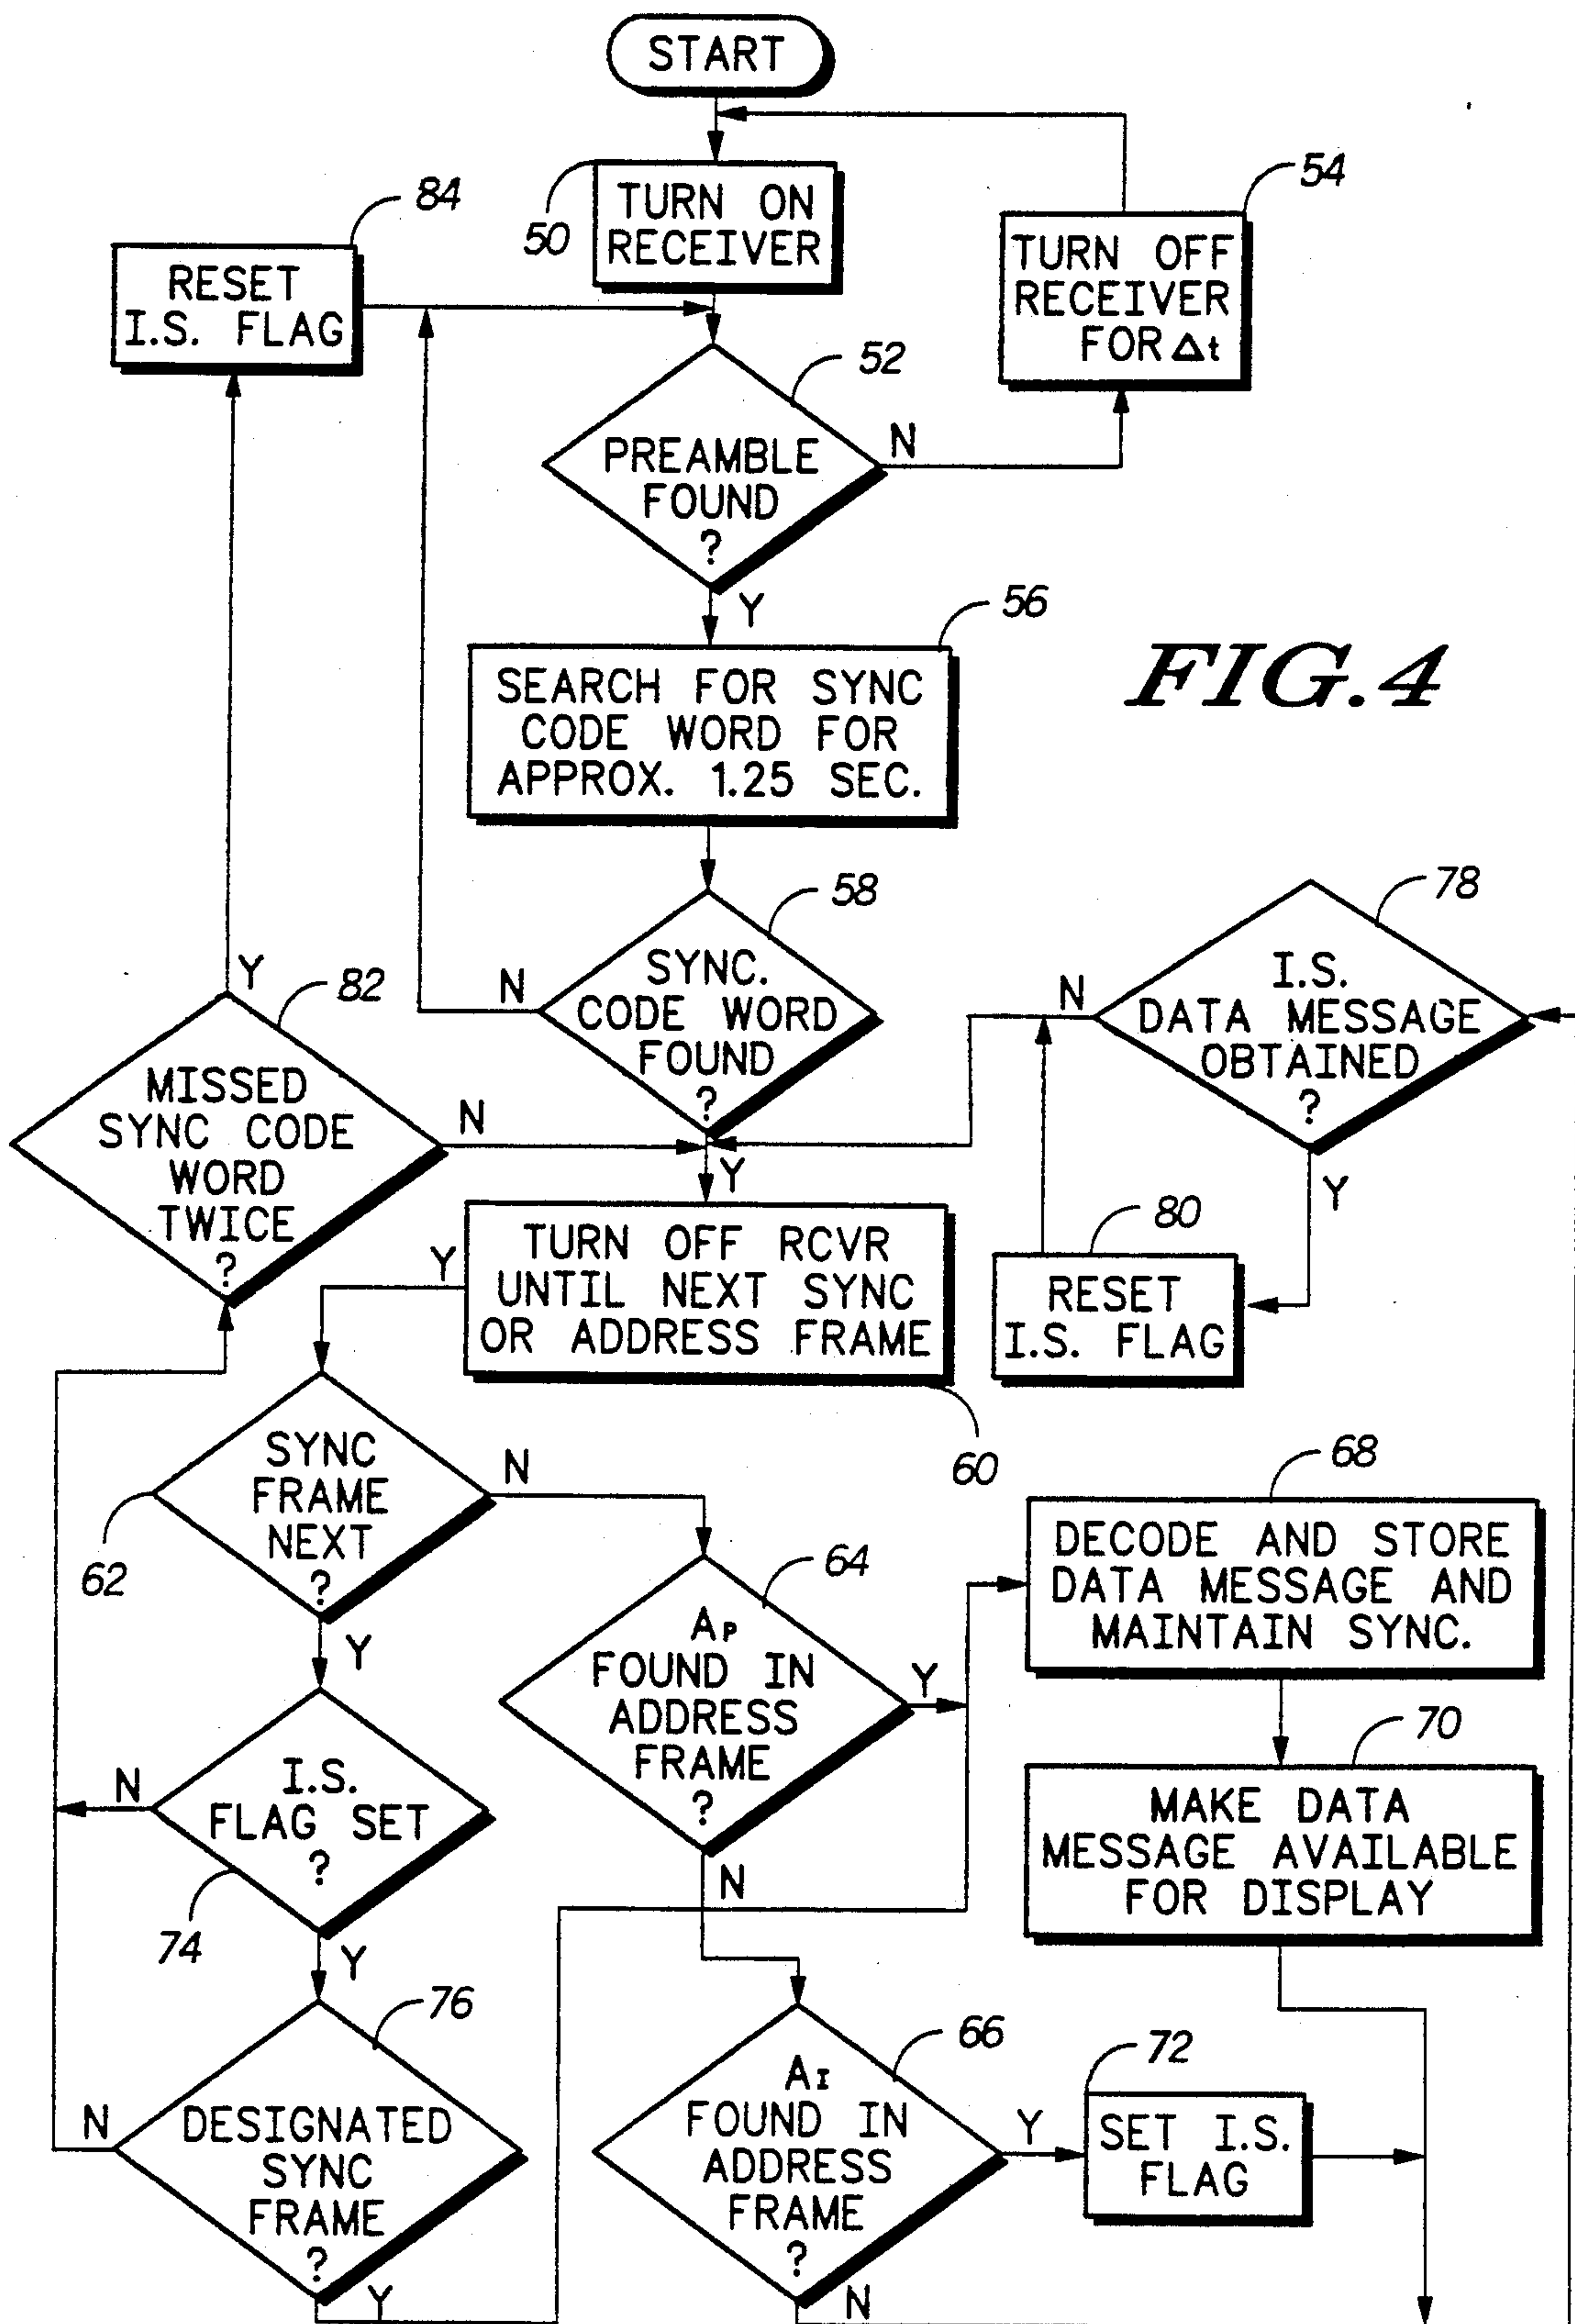 START
TURN ON
RECEIVER
50
54
TURN OFF
RECEIVER
FOR Δt
84
RESET
I.S. FLAG
52
PREAMBLE
FOUND
?
N
Y
56
SEARCH FOR SYNC
CODE WORD FOR
APPROX. 1.25 SEC.
FIG.4
58
SYNC.
CODE WORD
FOUND
?
N
Y
78
I.S.
DATA MESSAGE
OBTAINED
?
N
Y
82
MISSED
SYNC CODE
WORD
TWICE
?
Y
N
80
RESET
I.S. FLAG
TURN OFF RCVR
UNTIL NEXT SYNC
OR ADDRESS FRAME
Y
60
SYNC
FRAME
NEXT
?
62
N
Y
64
AP
FOUND IN
ADDRESS
FRAME
?
Y
N
68
DECODE AND STORE
DATA MESSAGE AND
MAINTAIN SYNC.
70
MAKE DATA
MESSAGE AVAILABLE
FOR DISPLAY
I.S.
FLAG SET
?
N
74
Y
76
DESIGNATED
SYNC
FRAME
?
N
Y
66
AI
FOUND IN
ADDRESS
FRAME
?
Y
N
72
SET I.S.
FLAG